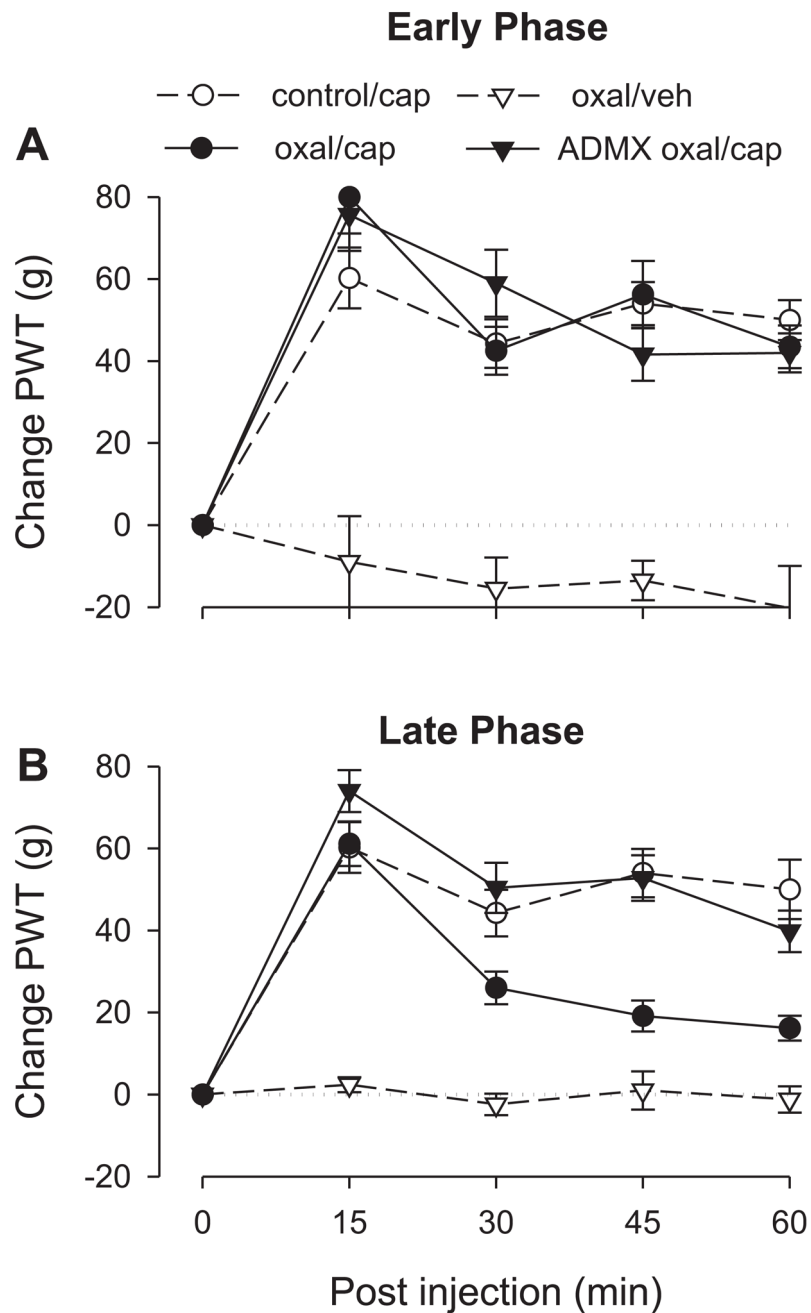 Early Phase
control/cap oxal/veh
oxal/cap ADMX oxal/cap
A
Change PWT (g)
80
60
40
20
0
-20
Late Phase
B
Change PWT (g)
80
60
40
20
0
-20
0 15 30 45 60
Post injection (min)